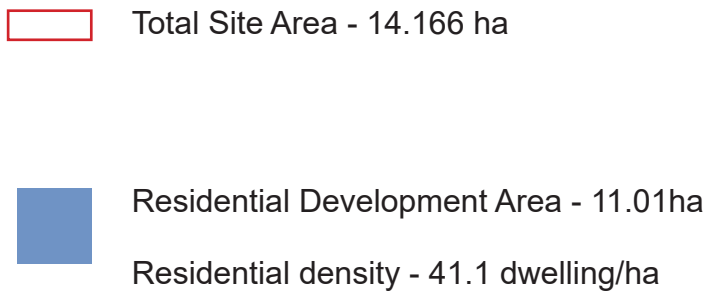 Total Site Area - 14.166 ha
Residential Development Area - 11.01ha
Residential density - 41.1 dwelling/ha